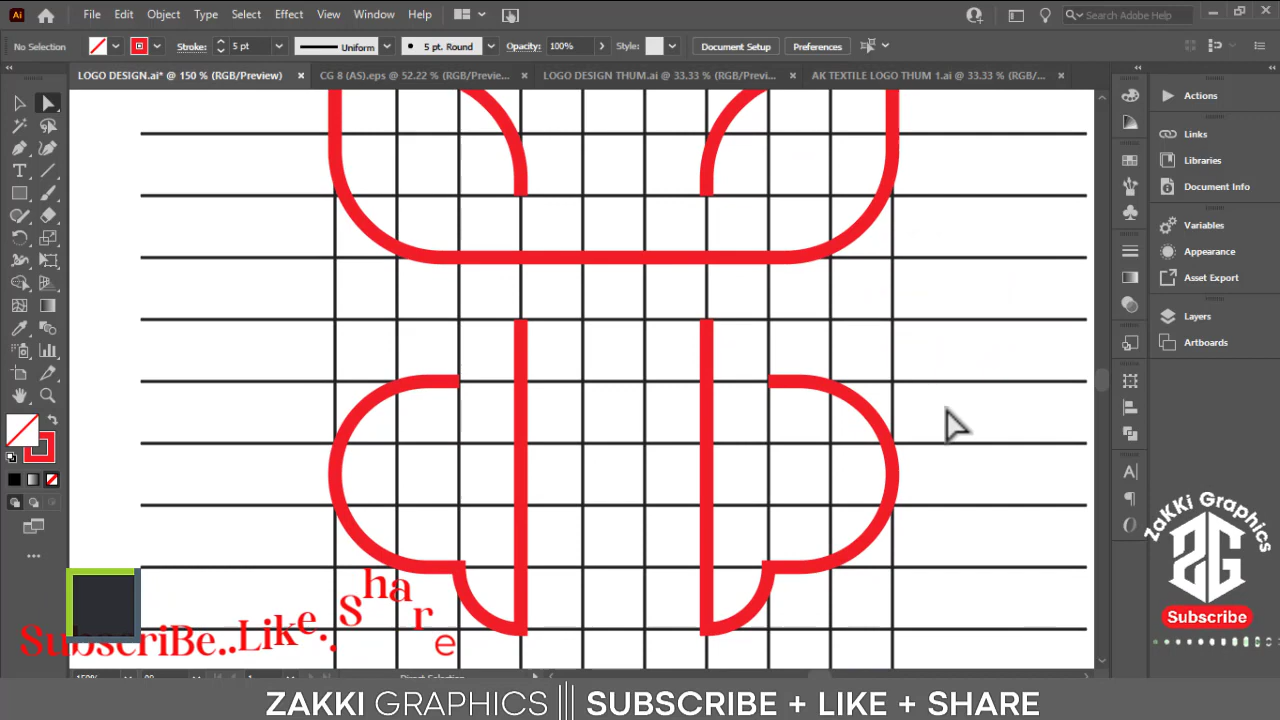 Ai File Edit Object Type Select Effect View Window Help Search Adobe Help
No Selection Stroke: 5 pt Uniform 5 pt. Round Opacity: 100% Style: Document Setup Preferences
LOGO DESIGN.ai* @ 150 % (RGB/Preview) CG 8 (AS).eps @ 52.22 % (RGB/Previe... LOGO DESIGN THUM.ai @ 33.33 % (RGB/Previ... AK TEXTILE LOGO THUM 1.ai @ 33.33 % (RGB/...
Actions
Links
Libraries
Document Info
Variables
Appearance
Asset Export
Layers
Artboards
ZaKKi Graphics
ZG
Subscribe
SubscriBe..Like..Share
ZAKKI GRAPHICS ||| SUBSCRIBE + LIKE + SHARE